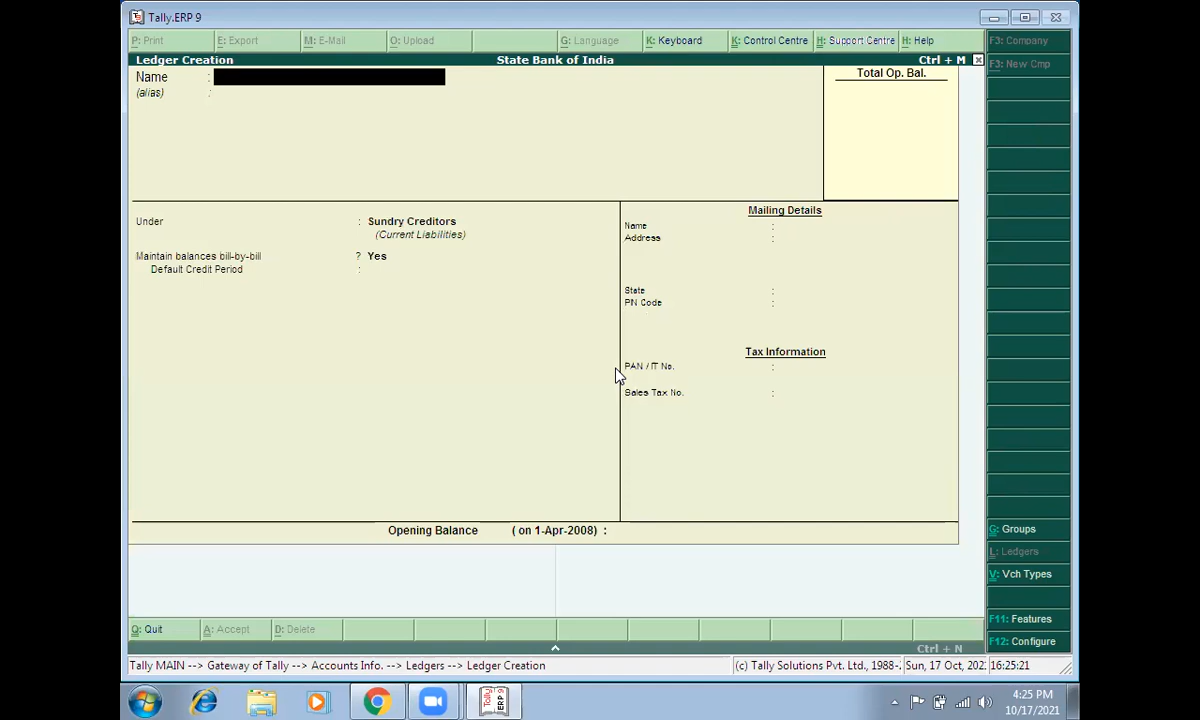 Tally.ERP 9
P: Print E: Export M: E-Mail O: Upload G: Language K: Keyboard K: Control Centre H: Support Centre H: Help F3: Company
Ledger Creation State Bank of India Ctrl + M
F3: New Cmp
Name :
(alias) :
Total Op. Bal.
Under : Sundry Creditors
(Current Liabilities)
Maintain balances bill-by-bill ? Yes
Default Credit Period :
Mailing Details
Name :
Address :
State :
PIN Code :
Tax Information
PAN / IT No. :
Sales Tax No. :
Opening Balance ( on 1-Apr-2008) :
G: Groups
L: Ledgers
V: Vch Types
F11: Features
F12: Configure
Q: Quit A: Accept D: Delete
Ctrl + N
Tally MAIN --> Gateway of Tally --> Accounts Info. --> Ledgers --> Ledger Creation (c) Tally Solutions Pvt. Ltd., 1988-. Sun, 17 Oct, 202 16:25:21
Tally ERP 9
4:25 PM
10/17/2021